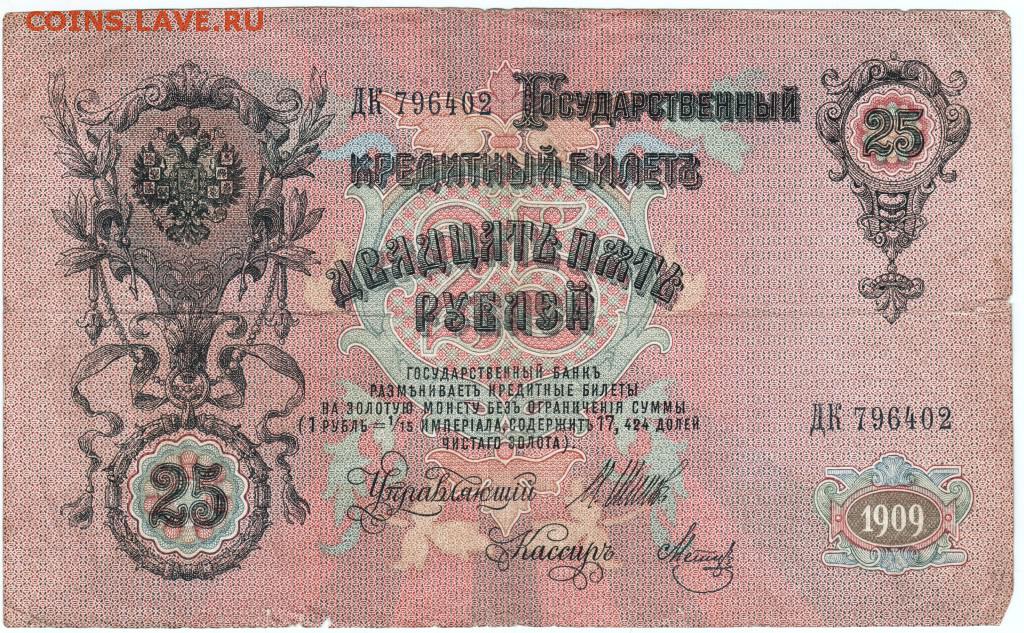 COINS.LAVE.RU
ДК 796402 Государственный
кредитный билетъ
25
25
двадцать пять
рублей
Государственный банкъ
размѣниваетъ кредитные билеты
на золотую монету безъ ограниченія суммы
(1 рубль = 1/15 имперіала, содержитъ 17, 424 долей
чистаго золота).
ДК 796402
Управляющий
25
1909
Кассиръ